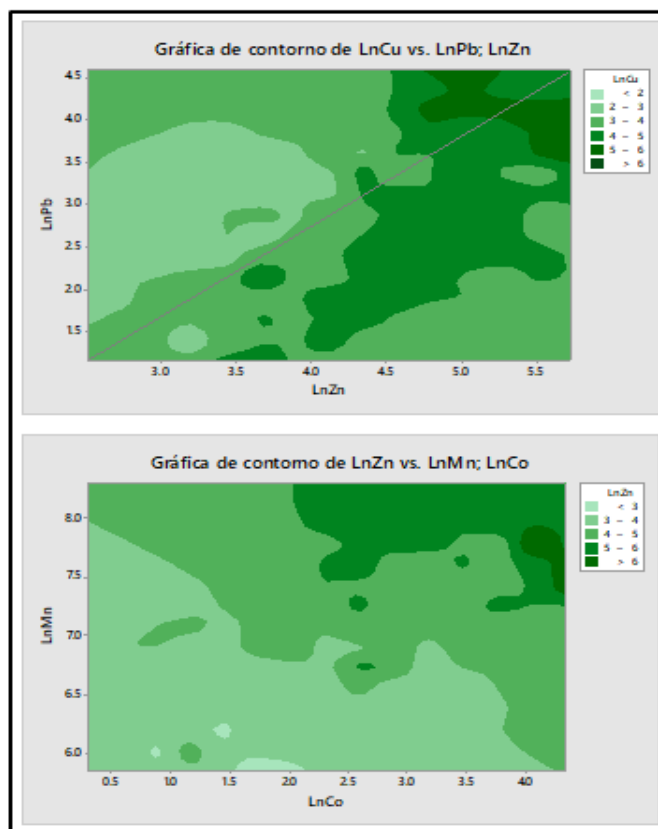 Gráfica de contorno de LnCu vs. LnPb; LnZn
LnCu
< 2
2 – 3
3 – 4
4 – 5
5 – 6
> 6
4.5
4.0
3.5
3.0
2.5
2.0
1.5
LnPb
3.0 3.5 4.0 4.5 5.0 5.5
LnZn
Gráfica de contorno de LnZn vs. LnMn; LnCo
LnZn
< 3
3 – 4
4 – 5
5 – 6
> 6
8.0
7.5
7.0
6.5
6.0
LnMn
0.5 1.0 1.5 2.0 2.5 3.0 3.5 4.0
LnCo